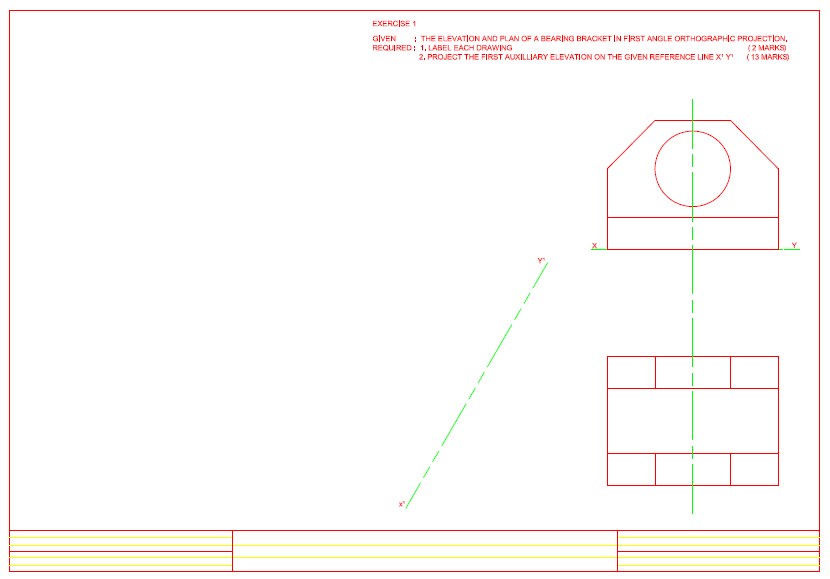 EXERCISE 1
GIVEN : THE ELEVATION AND PLAN OF A BEARING BRACKET IN FIRST ANGLE ORTHOGRAPHIC PROJECTION.
REQUIRED : 1. LABEL EACH DRAWING ( 2 MARKS)
2. PROJECT THE FIRST AUXILLIARY ELEVATION ON THE GIVEN REFERENCE LINE X¹ Y¹ ( 13 MARKS)
X Y
Y¹
x¹